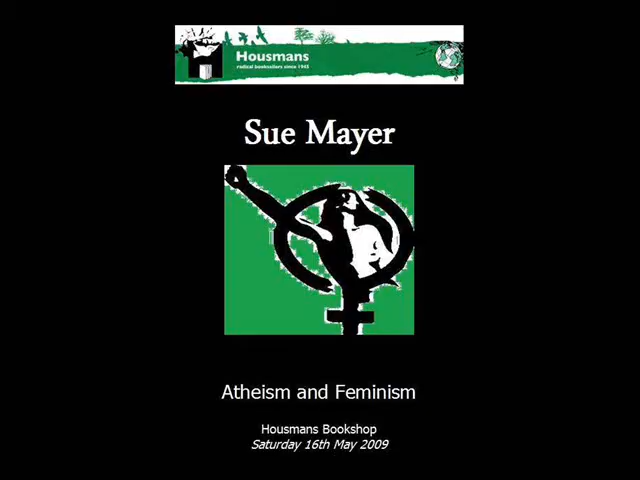 Housmans
radical booksellers since 1945
Sue Mayer
Atheism and Feminism
Housmans Bookshop
Saturday 16th May 2009